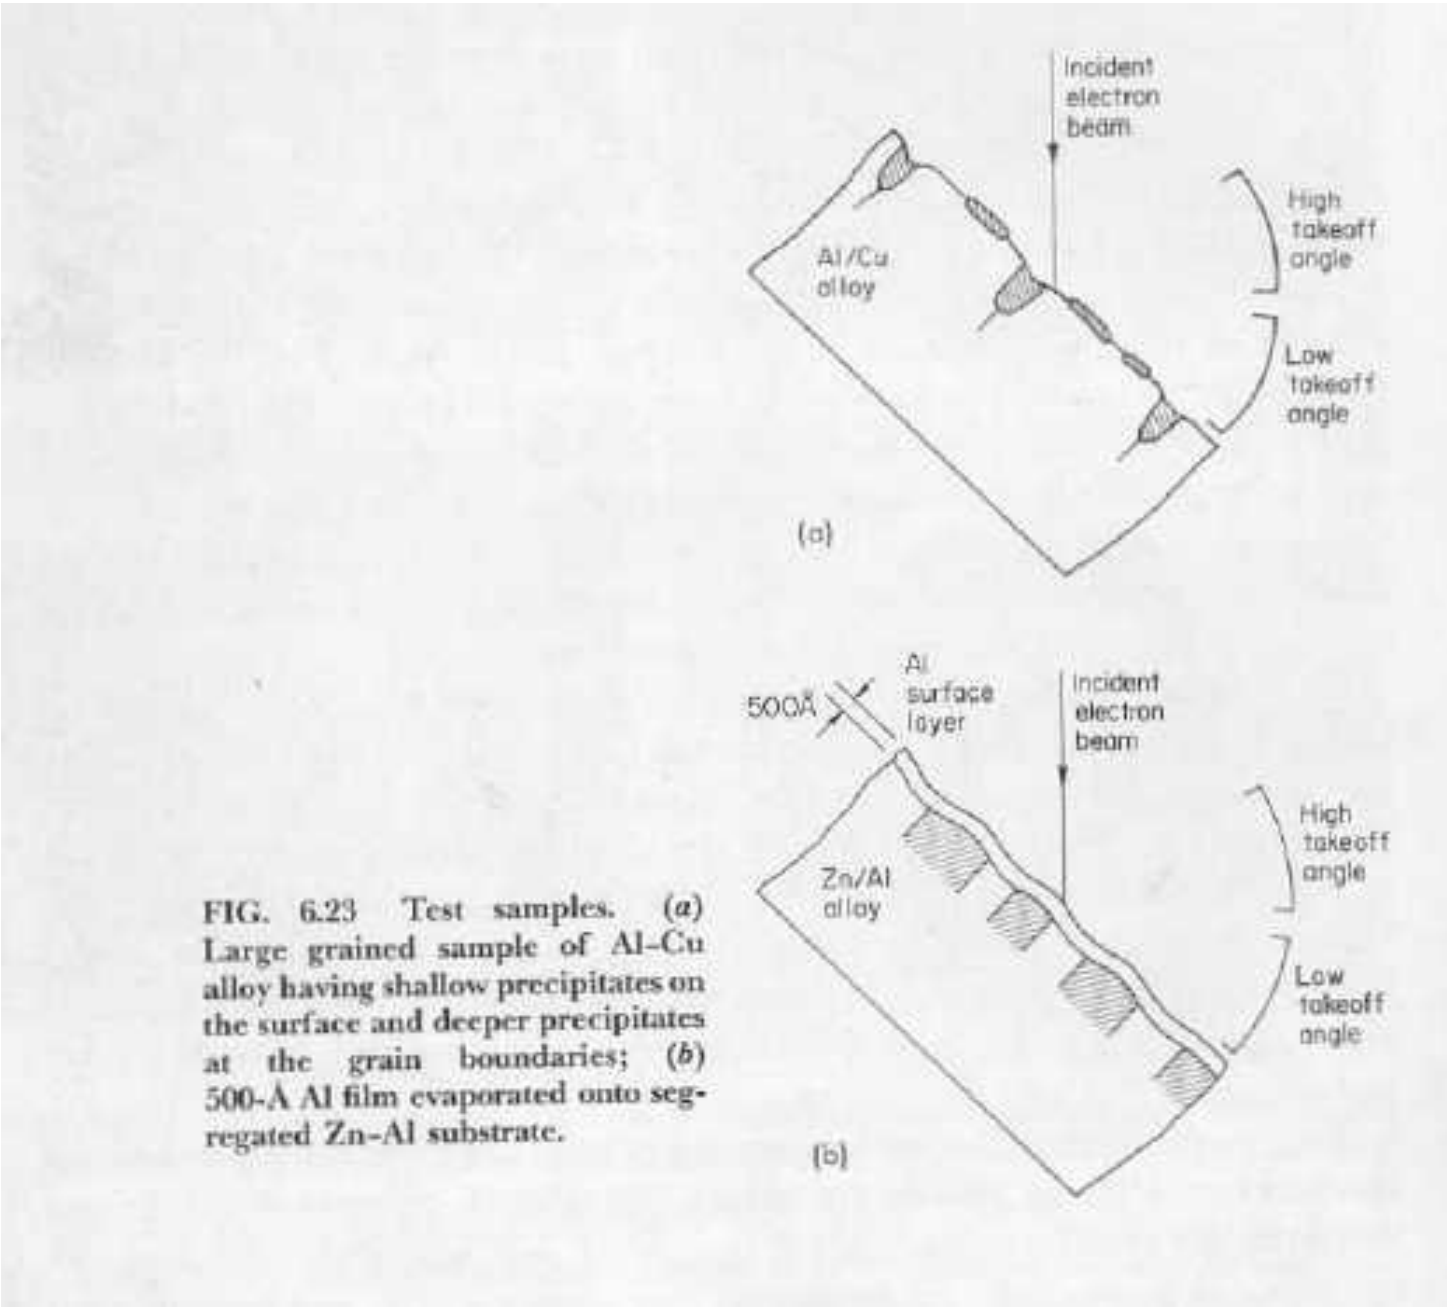 Incident
electron
beam
High
takeoff
angle
Al/Cu
alloy
Low
takeoff
angle
(a)
Al
surface
layer
500Å
Incident
electron
beam
High
takeoff
angle
Zn/Al
alloy
Low
takeoff
angle
(b)
FIG. 6.23 Test samples. (a)
Large grained sample of Al–Cu
alloy having shallow precipitates on
the surface and deeper precipitates
at the grain boundaries; (b)
500-Å Al film evaporated onto seg-
regated Zn–Al substrate.